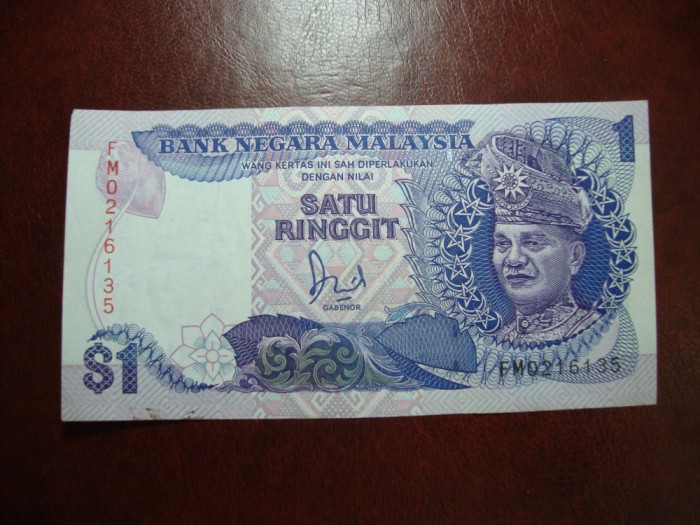 BANK NEGARA MALAYSIA
1
WANG KERTAS INI SAH DIPERLAKUKAN
DENGAN NILAI
SATU
RINGGIT
GABENOR
FM0216135
$1
FM0216135